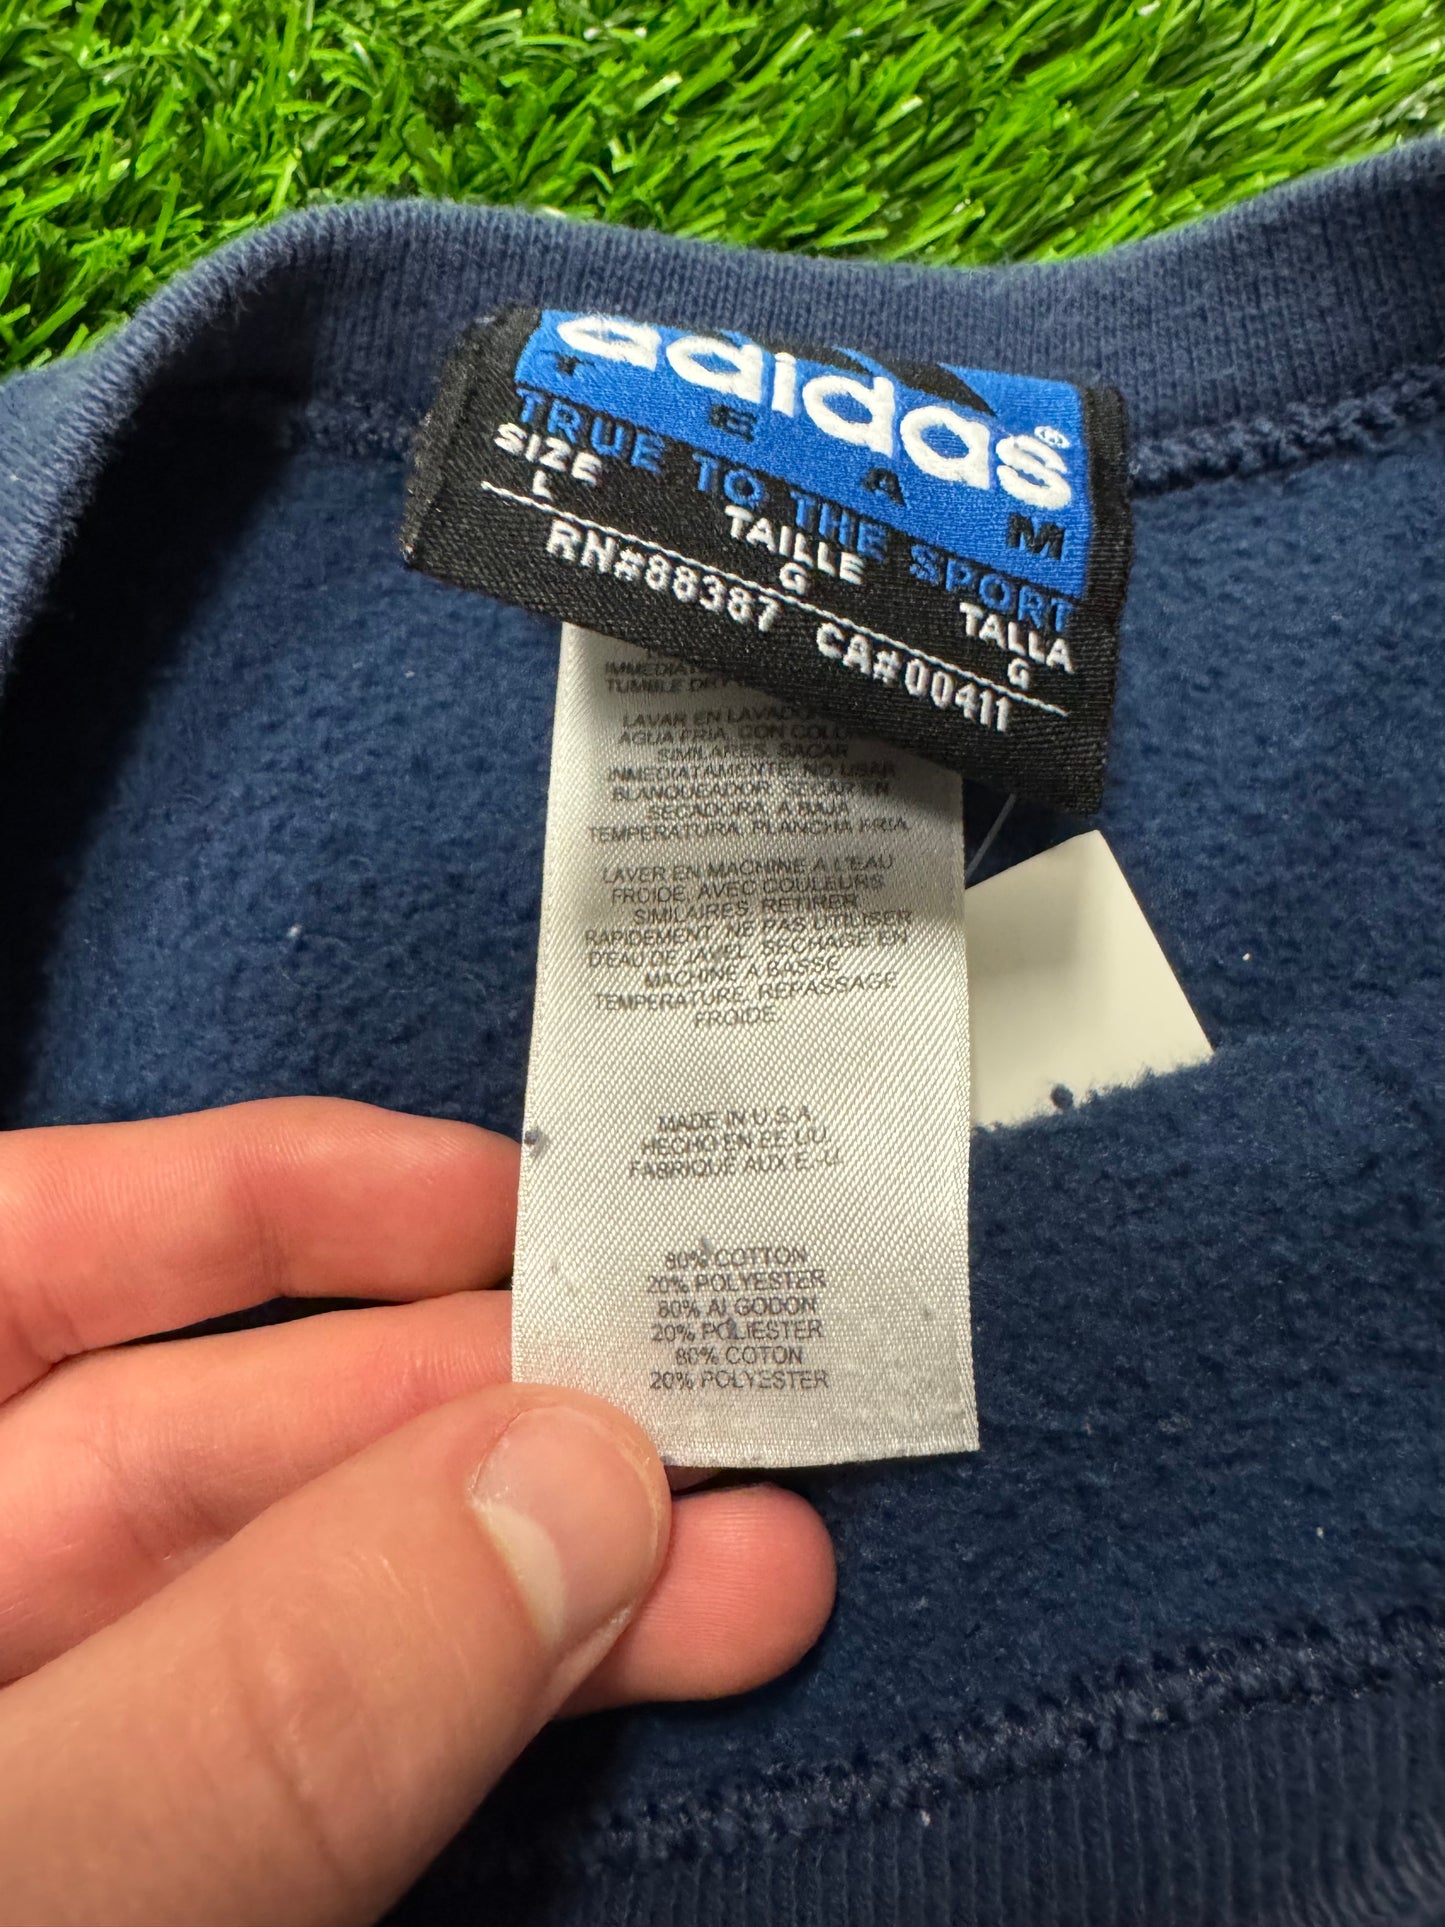 adidas®
T E A M
TRUE TO THE SPORT
SIZE TAILLE TALLA
L G G
RN#88387 CA#00411
TUMBLE
LAVAR EN
AGUA FRIA, CON
SIMILARES, SACAR
INMEDIATAMENTE, NO USAR
BLANQUEADOR, SECAR EN
SECADORA, A BAJA
TEMPERATURA, PLANCHA FRIA.
LAVER EN MACHINE A L'EAU
FROIDE, AVEC COULEURS
SIMILAIRES, RETIRER
RAPIDEMENT, NE PAS UTILISER
D'EAU DE JAVEL, SECHAGE EN
MACHINE A BASSE
TEMPERATURE, REPASSAGE
FROIDE.
MADE IN U.S.A.
HECHO EN EE.UU.
FABRIQUÉ AUX É.-U.
80% COTTON
20% POLYESTER
80% ALGODON
20% POLIESTER
80% COTON
20% POLYESTER